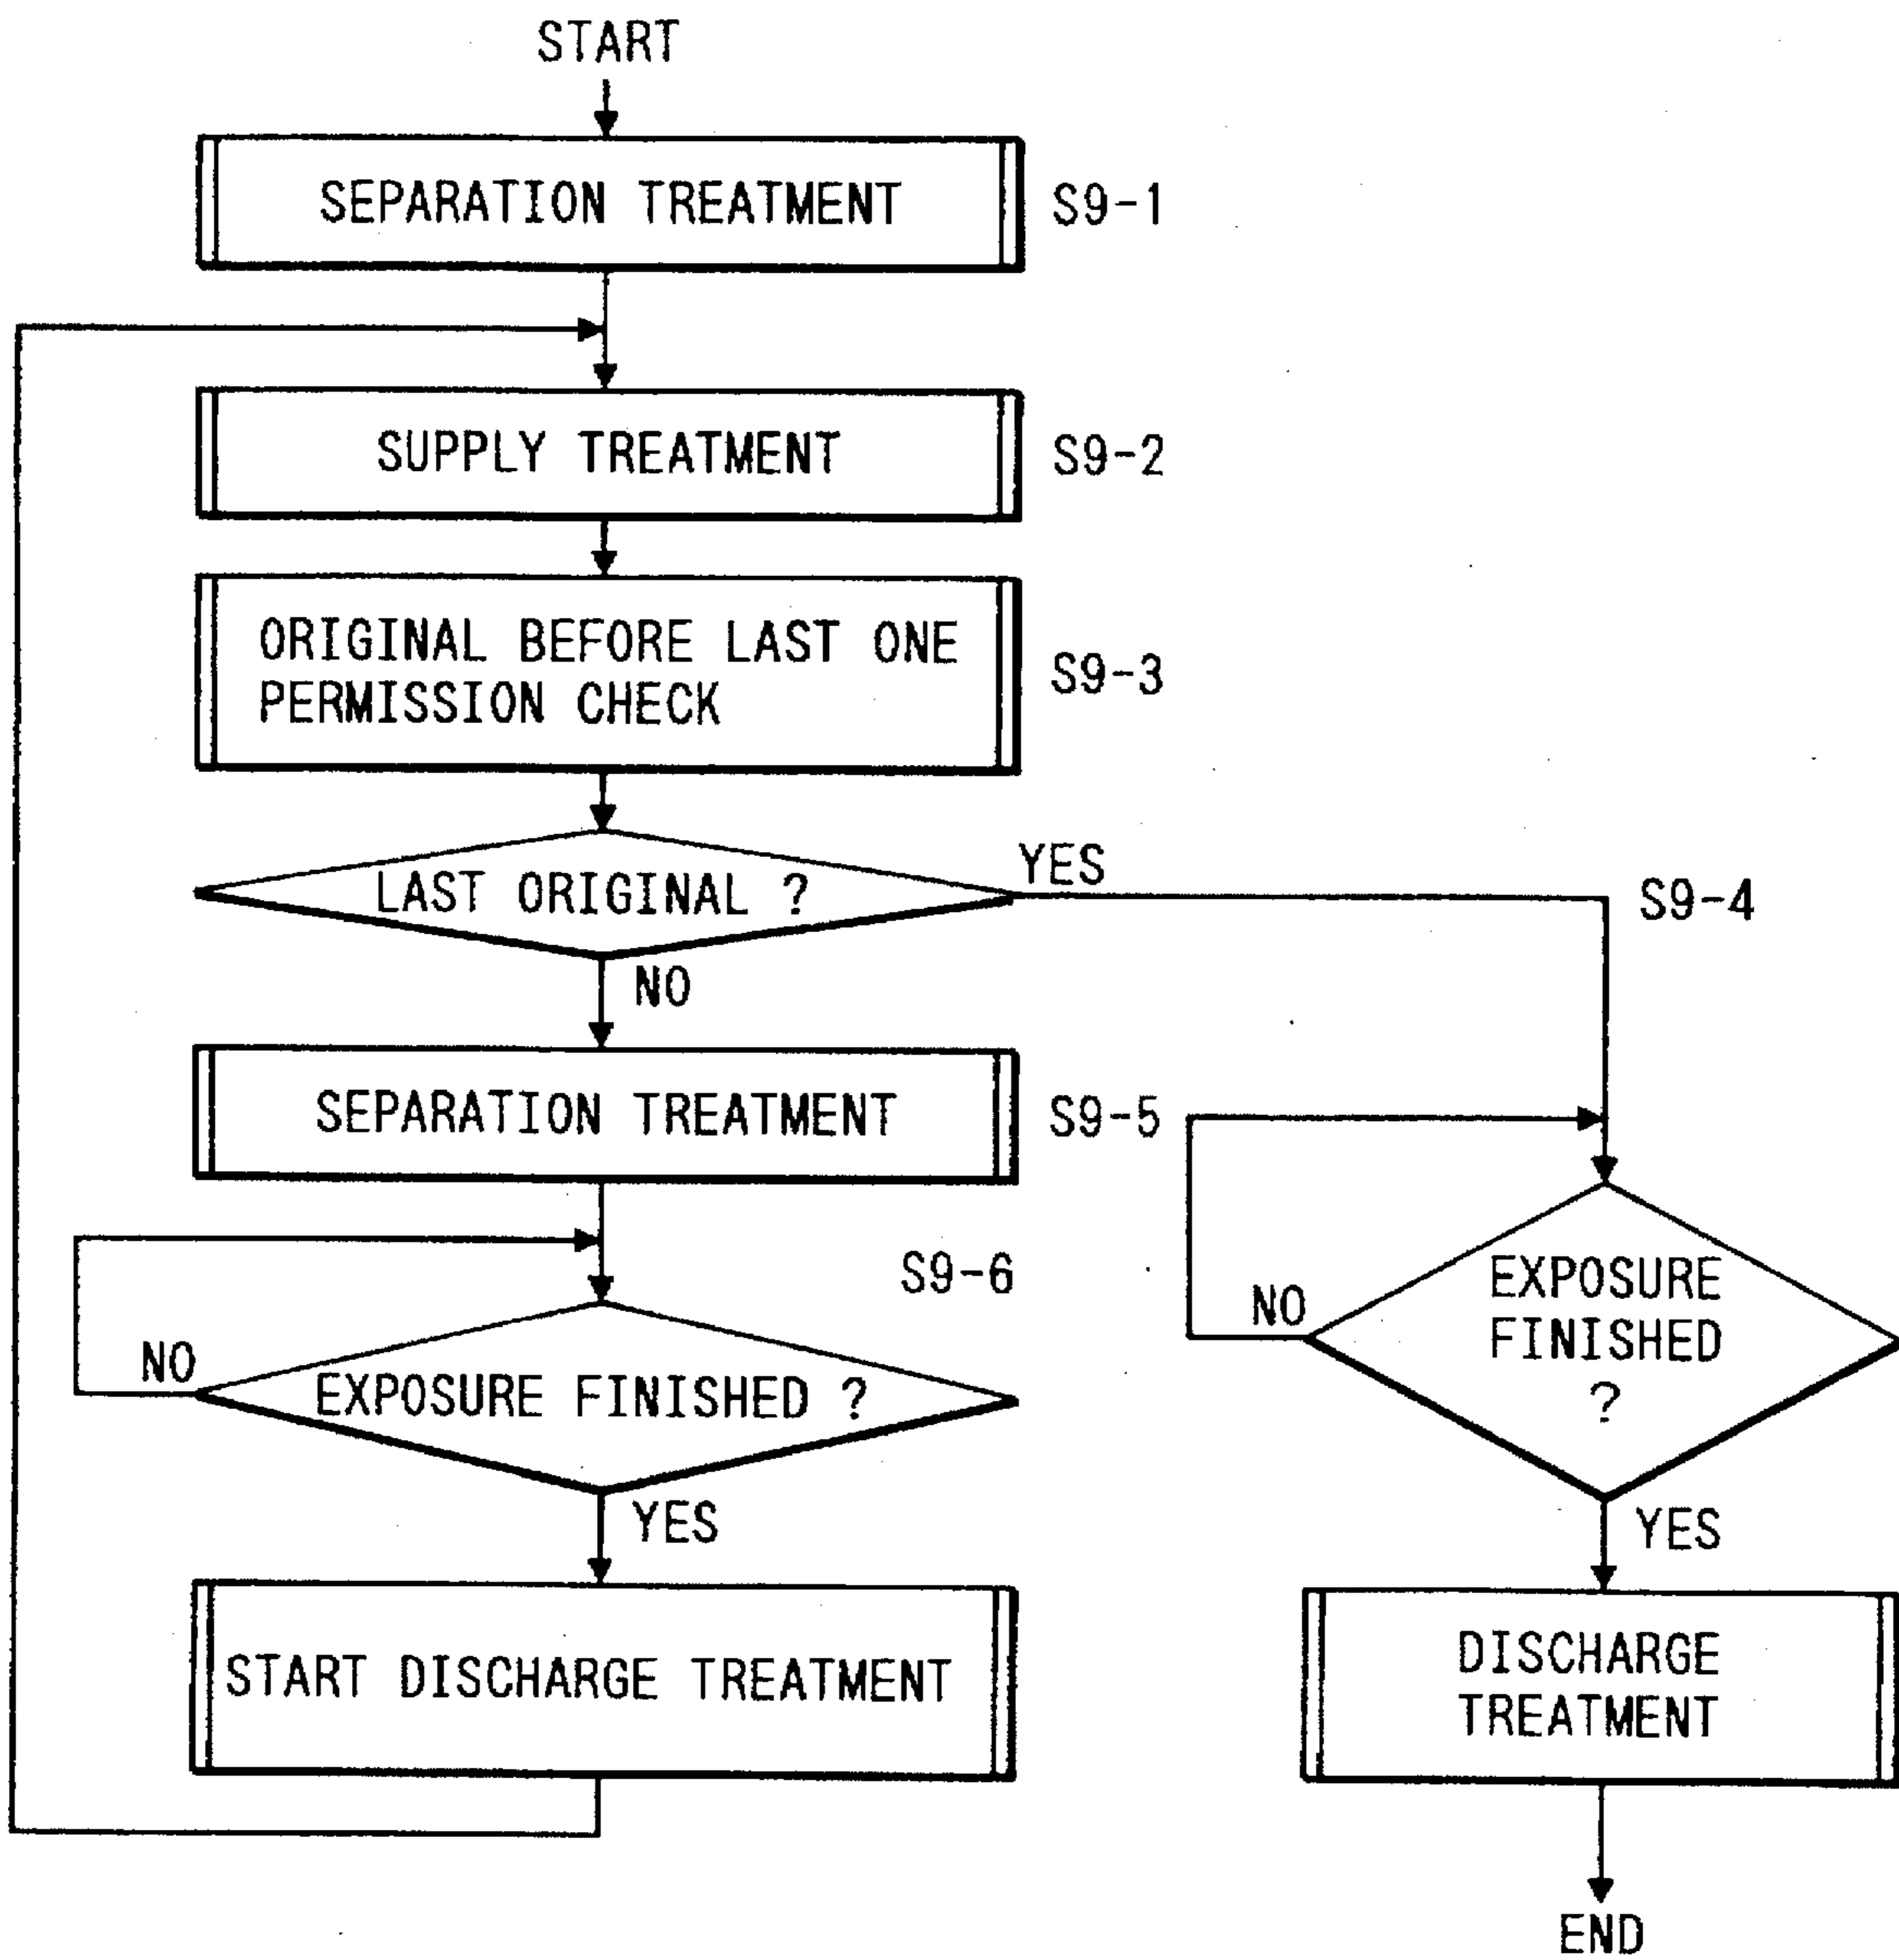 START
SEPARATION TREATMENT
S9-1
SUPPLY TREATMENT
S9-2
ORIGINAL BEFORE LAST ONE
PERMISSION CHECK
S9-3
LAST ORIGINAL ?
YES
S9-4
NO
SEPARATION TREATMENT
S9-5
S9-6
NO
EXPOSURE FINISHED ?
YES
START DISCHARGE TREATMENT
EXPOSURE
FINISHED
?
NO
YES
DISCHARGE
TREATMENT
END